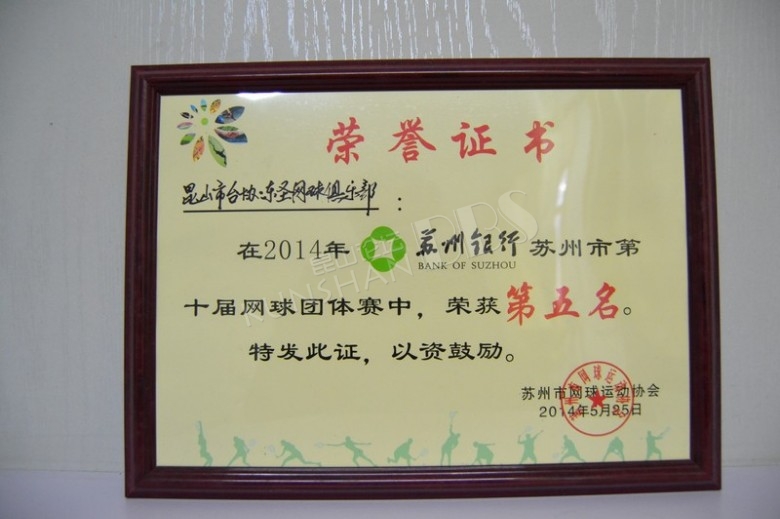 荣誉证书
昆山市台协·冻圣网球俱乐部：
在2014年 苏州银行 苏州市第
BANK OF SUZHOU
十届网球团体赛中，荣获第五名。
特发此证，以资鼓励。
苏州市网球运动协会
2014年5月25日
KUNSHAN BBS